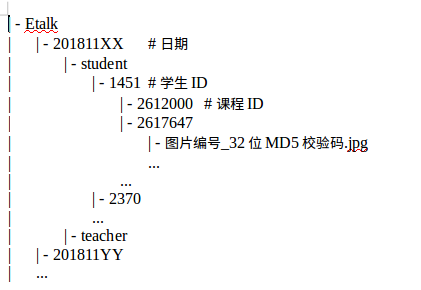 |- Etalk
| |- 201811XX # 日期
| |- student
| |- 1451 # 学生 ID
| |- 2612000 # 课程 ID
| |- 2617647
| |- 图片编号_32 位 MD5 校验码.jpg
| ...
| ...
| |- 2370
| ...
| |- teacher
| |- 201811YY
| ...